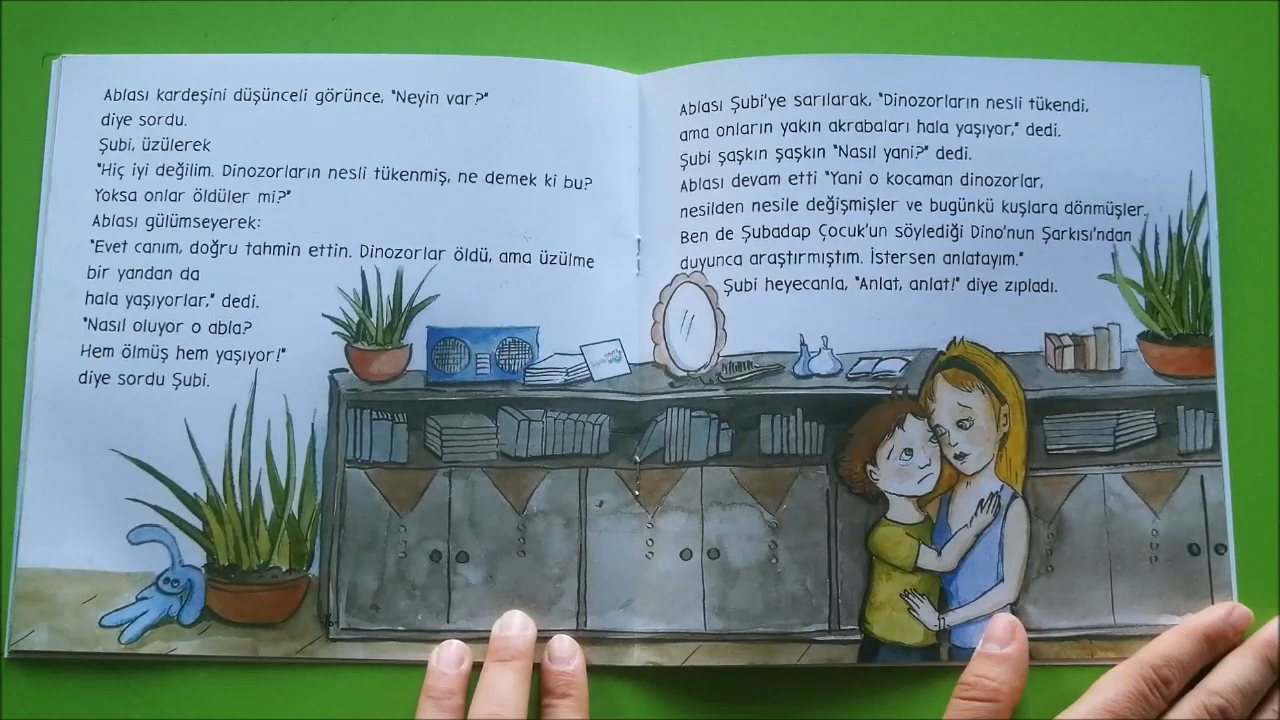 Ablası kardeşini düşünceli görünce, "Neyin var?"
diye sordu.
Şubi, üzülerek
"Hiç iyi değilim. Dinozorların nesli tükenmiş, ne demek ki bu?
Yoksa onlar öldüler mi?"
Ablası gülümseyerek:
"Evet canım, doğru tahmin ettin. Dinozorlar öldü, ama üzülme
bir yandan da
hala yaşıyorlar," dedi.
"Nasıl oluyor o abla?
Hem ölmüş hem yaşıyor!"
diye sordu Şubi.
Ablası Şubi'ye sarılarak, "Dinozorların nesli tükendi,
ama onların yakın akrabaları hala yaşıyor," dedi.
Şubi şaşkın şaşkın "Nasıl yani?" dedi.
Ablası devam etti "Yani o kocaman dinozorlar,
nesilden nesile değişmişler ve bugünkü kuşlara dönmüşler.
Ben de Şubadap Çocuk'un söylediği Dino'nun Şarkısı'ndan
duyunca araştırmıştım. İstersen anlatayım."
Şubi heyecanla, "Anlat, anlat!" diye zıpladı.